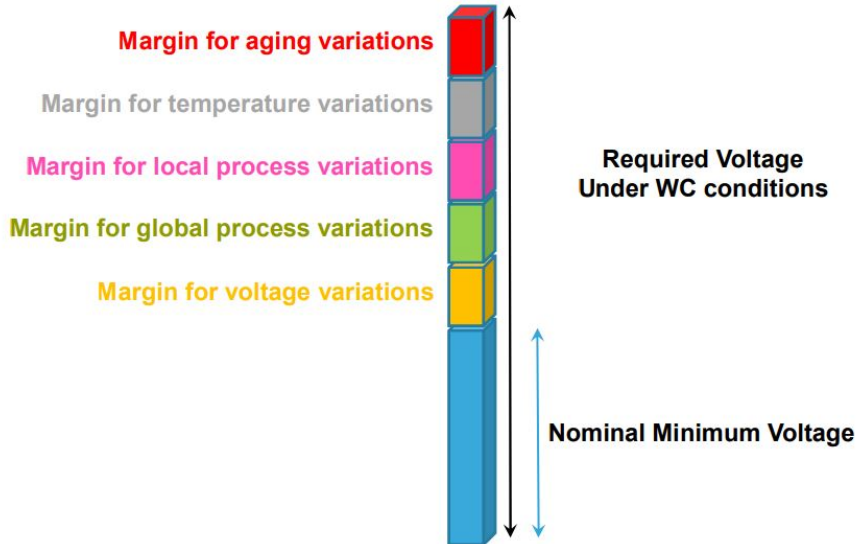 Margin for aging variations
Margin for temperature variations
Margin for local process variations
Margin for global process variations
Margin for voltage variations
Required Voltage
Under WC conditions
Nominal Minimum Voltage